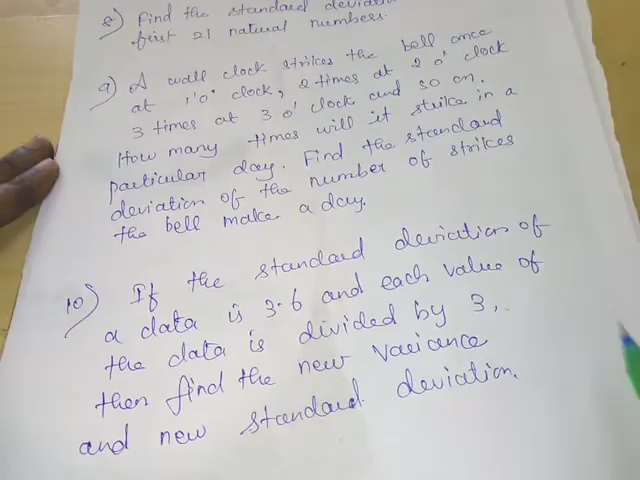 8) Find the standard deviati
first 21 natural numbers.
9) A wall clock strikes the bell once
at 1 'o' clock, 2 times at 2 o' clock
3 times at 3 o' clock and so on.
How many times will it strike in a
particular day. Find the standard
deviation of the number of strikes
the bell make a day.
10) If the standard deviation of
a data is 3.6 and each value of
the data is divided by 3,
then find the new variance
and new standard deviation.